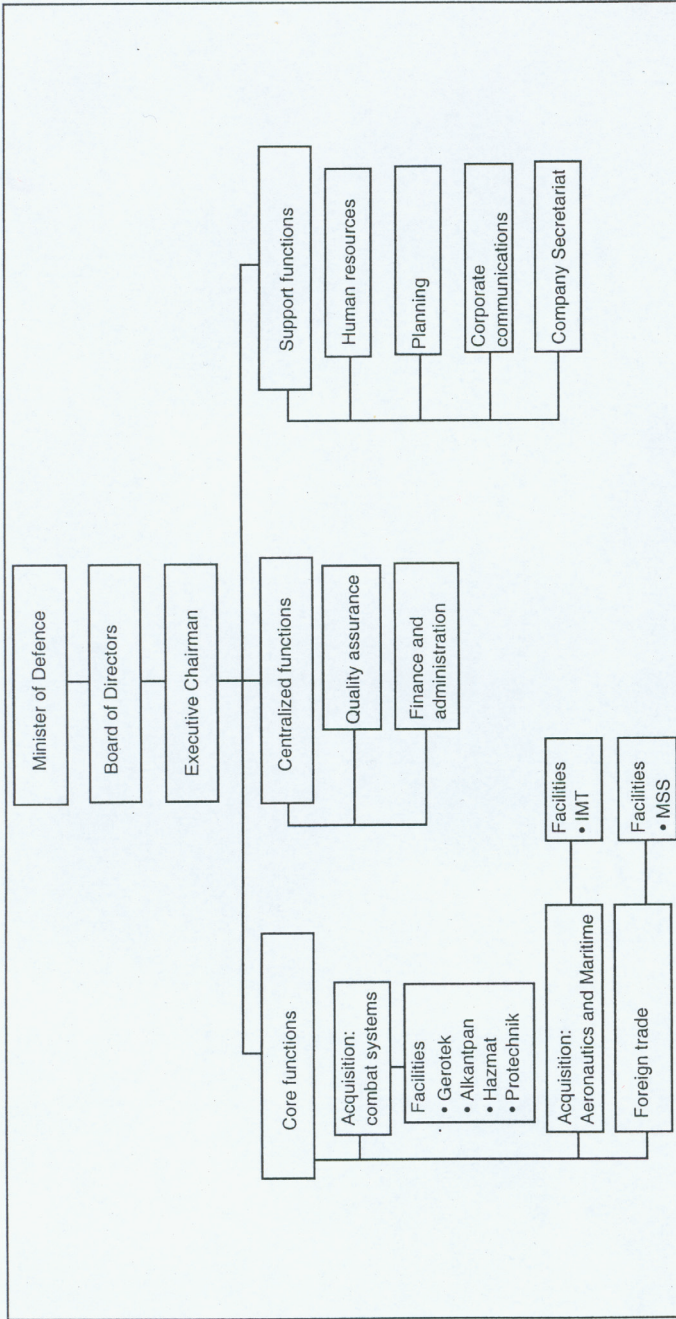 Minister of Defence
Board of Directors
Executive Chairman
Core functions
Acquisition:
combat systems
Facilities
• Gerotek
• Alkantpan
• Hazmat
• Protechnik
Acquisition:
Aeronautics and Maritime
Facilities
• IMT
Foreign trade
Facilities
• MSS
Centralized functions
Quality assurance
Finance and
administration
Support functions
Human resources
Planning
Corporate
communications
Company Secretariat